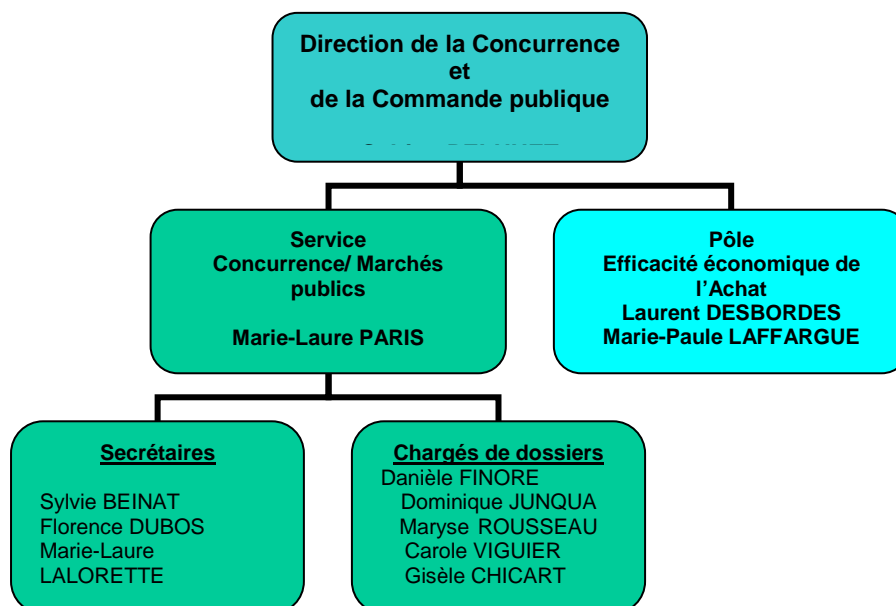 Direction de la Concurrence
et
de la Commande publique
Service
Concurrence/ Marchés
publics
Marie-Laure PARIS
Pôle
Efficacité économique de
l'Achat
Laurent DESBORDES
Marie-Paule LAFFARGUE
Secrétaires
Sylvie BEINAT
Florence DUBOS
Marie-Laure
LALORETTE
Chargés de dossiers
Danièle FINORE
Dominique JUNQUA
Maryse ROUSSEAU
Carole VIGUIER
Gisèle CHICART